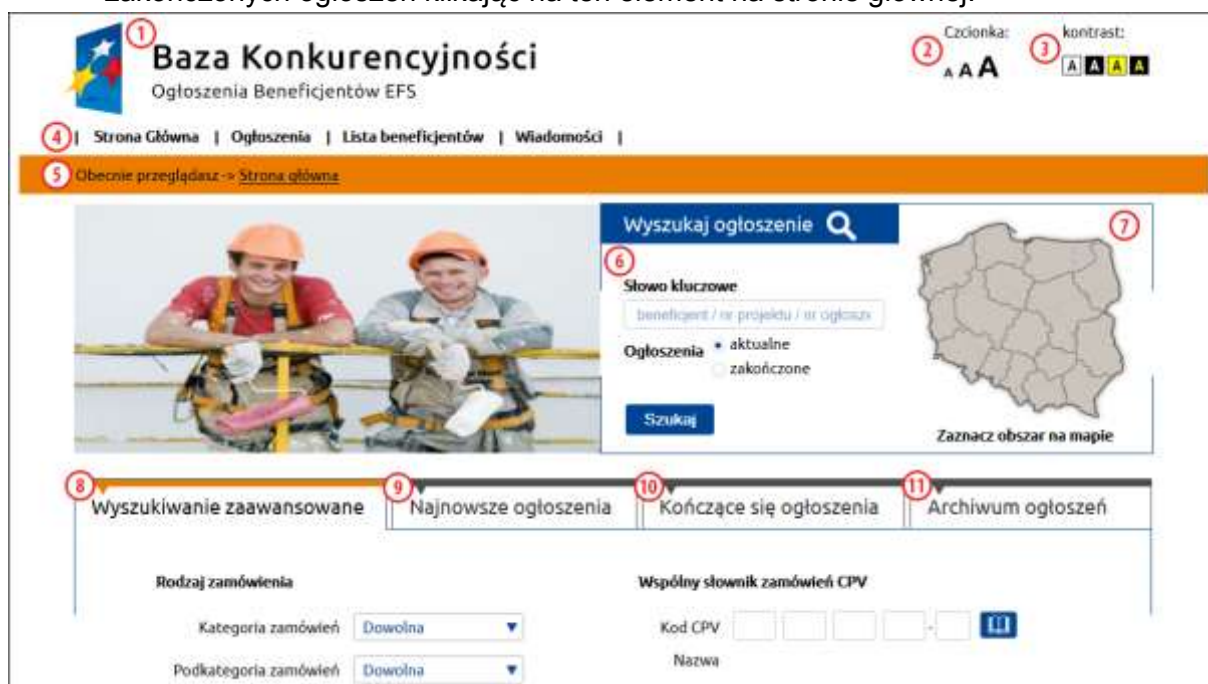 zakończonych ogłoszeń klikając na ten element na stronie głównej.
1
Baza Konkurencyjności
Ogłoszenia Beneficjentów EFS
2 Czcionka:
A A A
3 kontrast:
A A A A
4 | Strona Główna | Ogłoszenia | Lista beneficjentów | Wiadomości |
5 Obecnie przeglądasz -> Strona główna
Wyszukaj ogłoszenie
6
Słowo kluczowe
beneficjent / nr projektu / nr ogłosze
Ogłoszenia aktualne
zakończone
Szukaj
7
Zaznacz obszar na mapie
8 Wyszukiwanie zaawansowane
9 Najnowsze ogłoszenia
10 Kończące się ogłoszenia
11 Archiwum ogłoszeń
Rodzaj zamówienia
Kategoria zamówień Dowolna
Podkategoria zamówień Dowolna
Wspólny słownik zamówień CPV
Kod CPV -
Nazwa